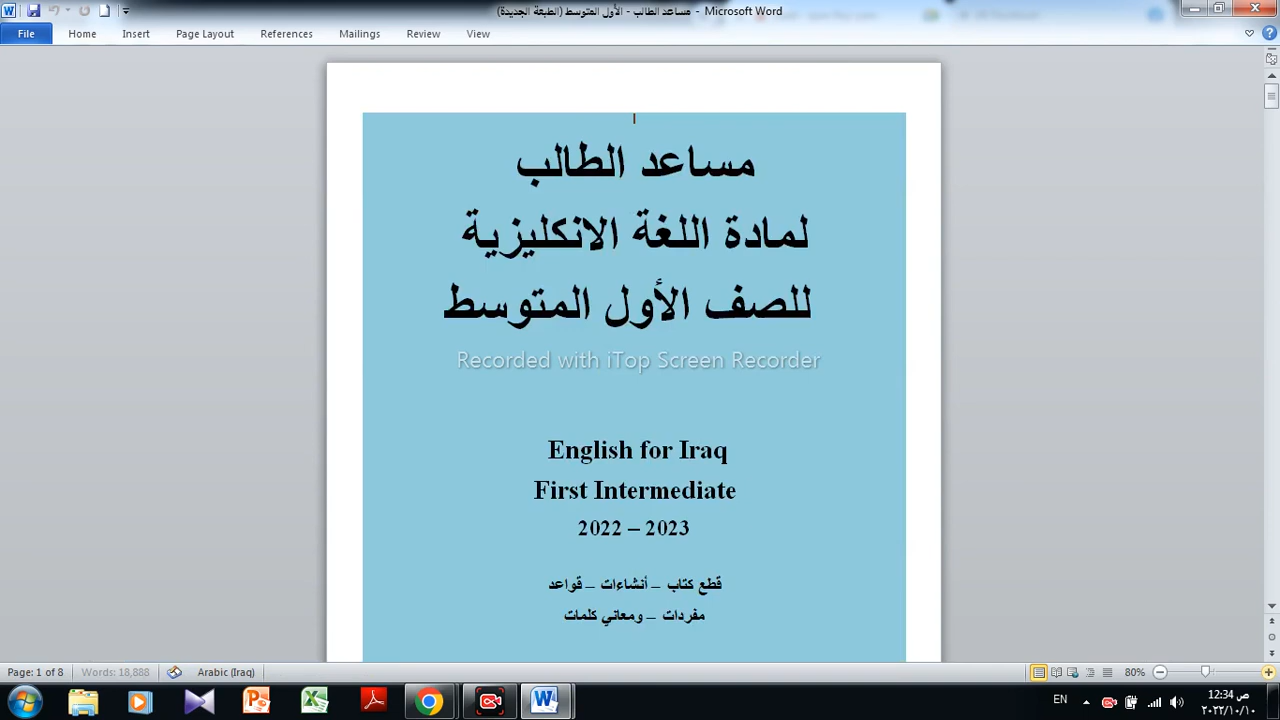 مساعد الطالب - الأول المتوسط (الطبعة الجديدة) - Microsoft Word
File Home Insert Page Layout References Mailings Review View
مساعد الطالب
لمادة اللغة الانكليزية
للصف الأول المتوسط
Recorded with iTop Screen Recorder
English for Iraq
First Intermediate
2022 – 2023
قطع كتاب – أنشاءات – قواعد
مفردات – ومعاني كلمات
Page: 1 of 8 Words: 18,888 Arabic (Iraq) 80%
EN 12:34 ص
٢٠٢٢/١٠/١٠